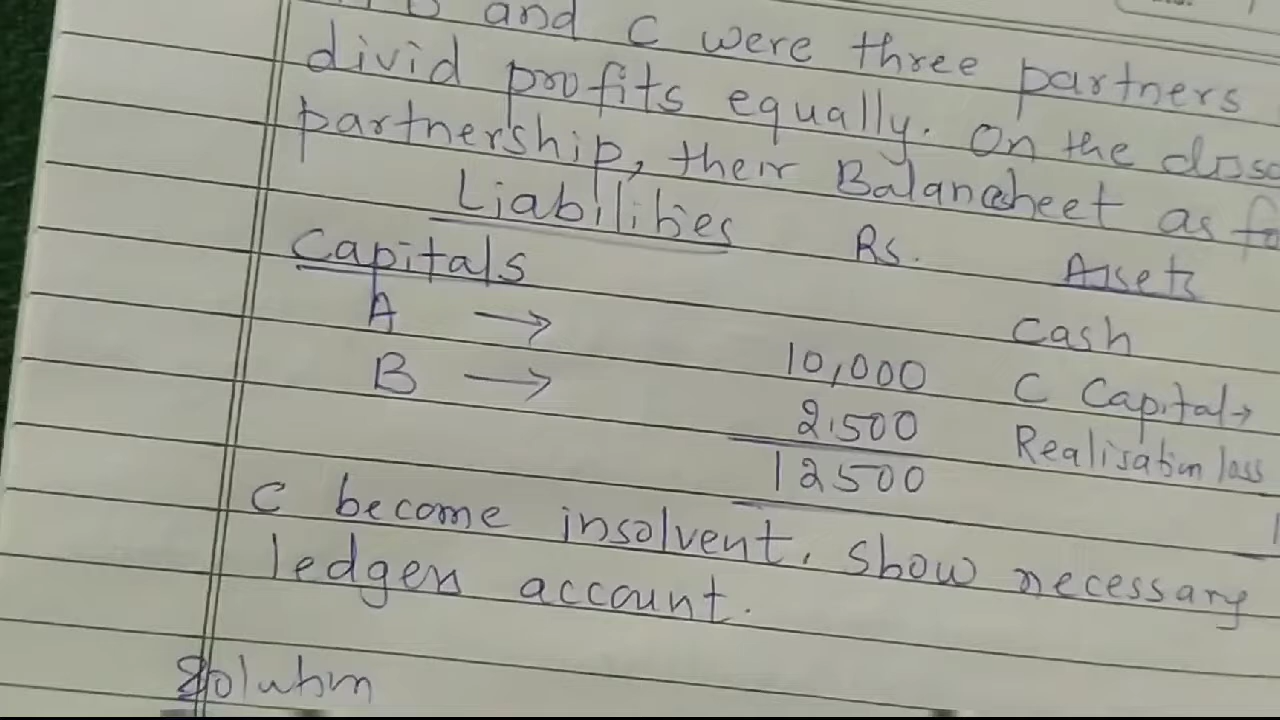 B and C were three partners
divid profits equally. On the
partnership, their Balancesheet as
Liabilities Rs. Assets
Capitals
A → 10,000 Cash
B → 2.500 C Capital→
12500 Realisation loss
C become insolvent. Show necessary
ledger account.
Solution